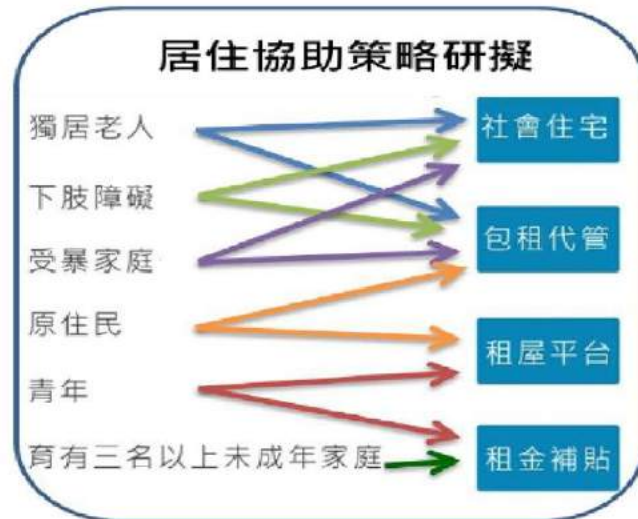 居住協助策略研擬
獨居老人
下肢障礙
受暴家庭
原住民
青年
育有三名以上未成年家庭
社會住宅
包租代管
租屋平台
租金補貼